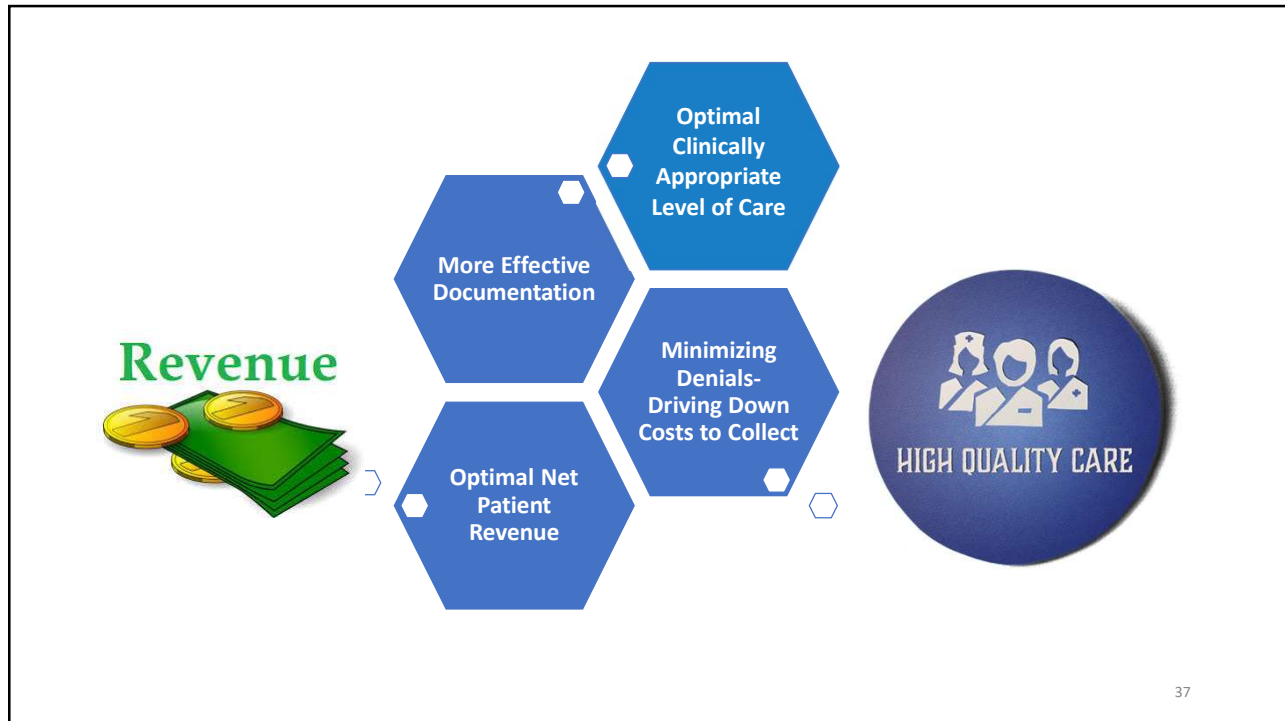 Optimal
Clinically
Appropriate
Level of Care
More Effective
Documentation
Revenue
Minimizing
Denials-
Driving Down
Costs to Collect
HIGH QUALITY CARE
Optimal Net
Patient
Revenue
37